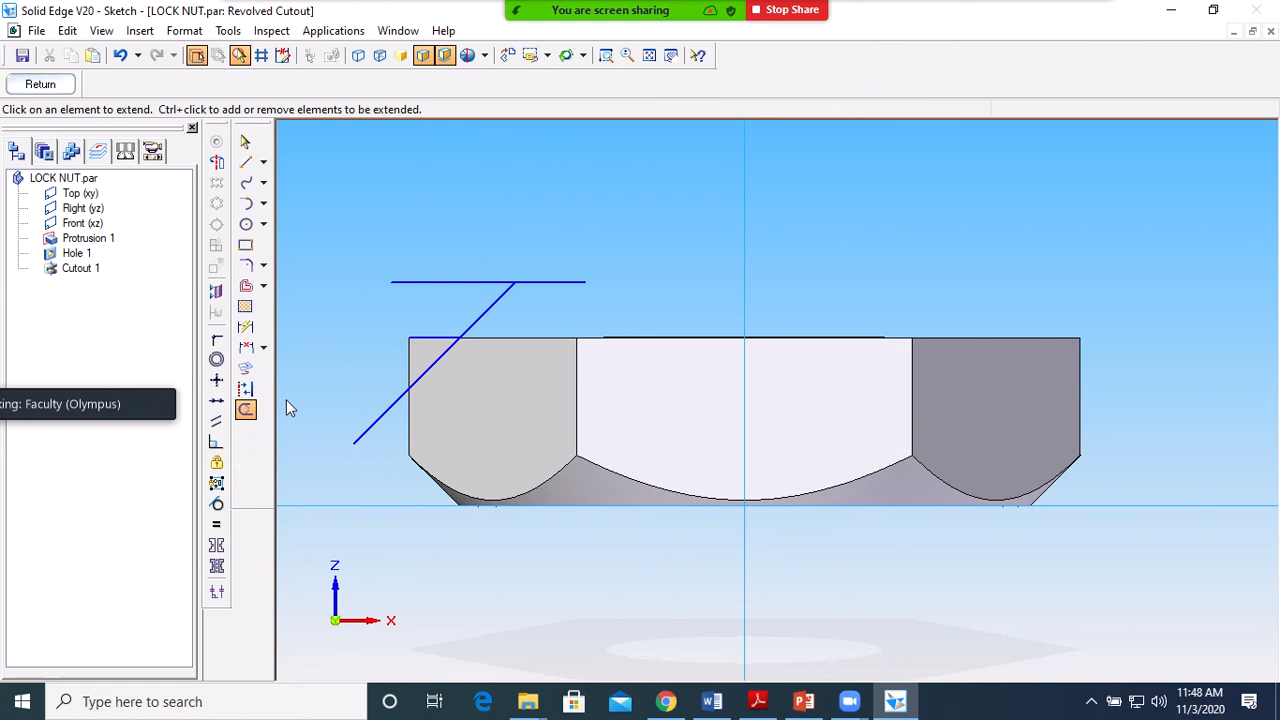 Solid Edge V20 - Sketch - [LOCK NUT.par: Revolved Cutout]
You are screen sharing
Stop Share
File Edit View Insert Format Tools Inspect Applications Window Help
Return
Click on an element to extend. Ctrl+click to add or remove elements to be extended.
LOCK NUT.par
Top (xy)
Right (yz)
Front (xz)
Protrusion 1
Hole 1
Cutout 1
king: Faculty (Olympus)
Z
X
Type here to search
11:48 AM
11/3/2020